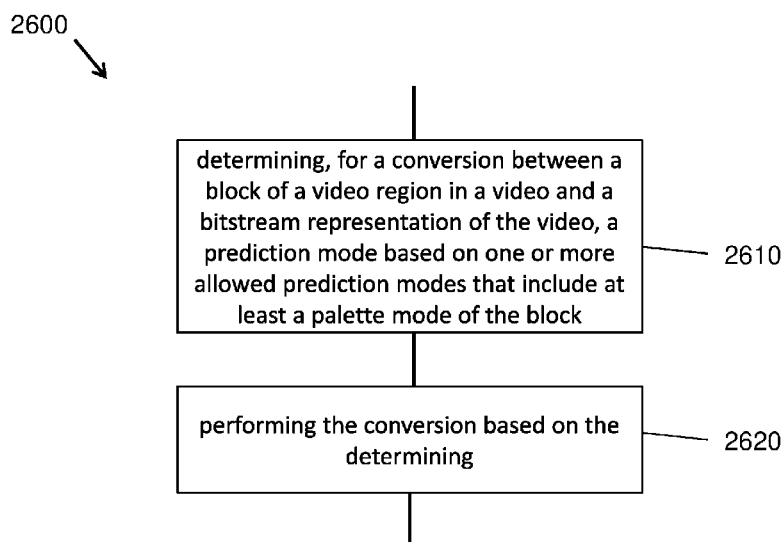 2600
determining, for a conversion between a
block of a video region in a video and a
bitstream representation of the video, a
prediction mode based on one or more
allowed prediction modes that include at
least a palette mode of the block
2610
performing the conversion based on the
determining
2620